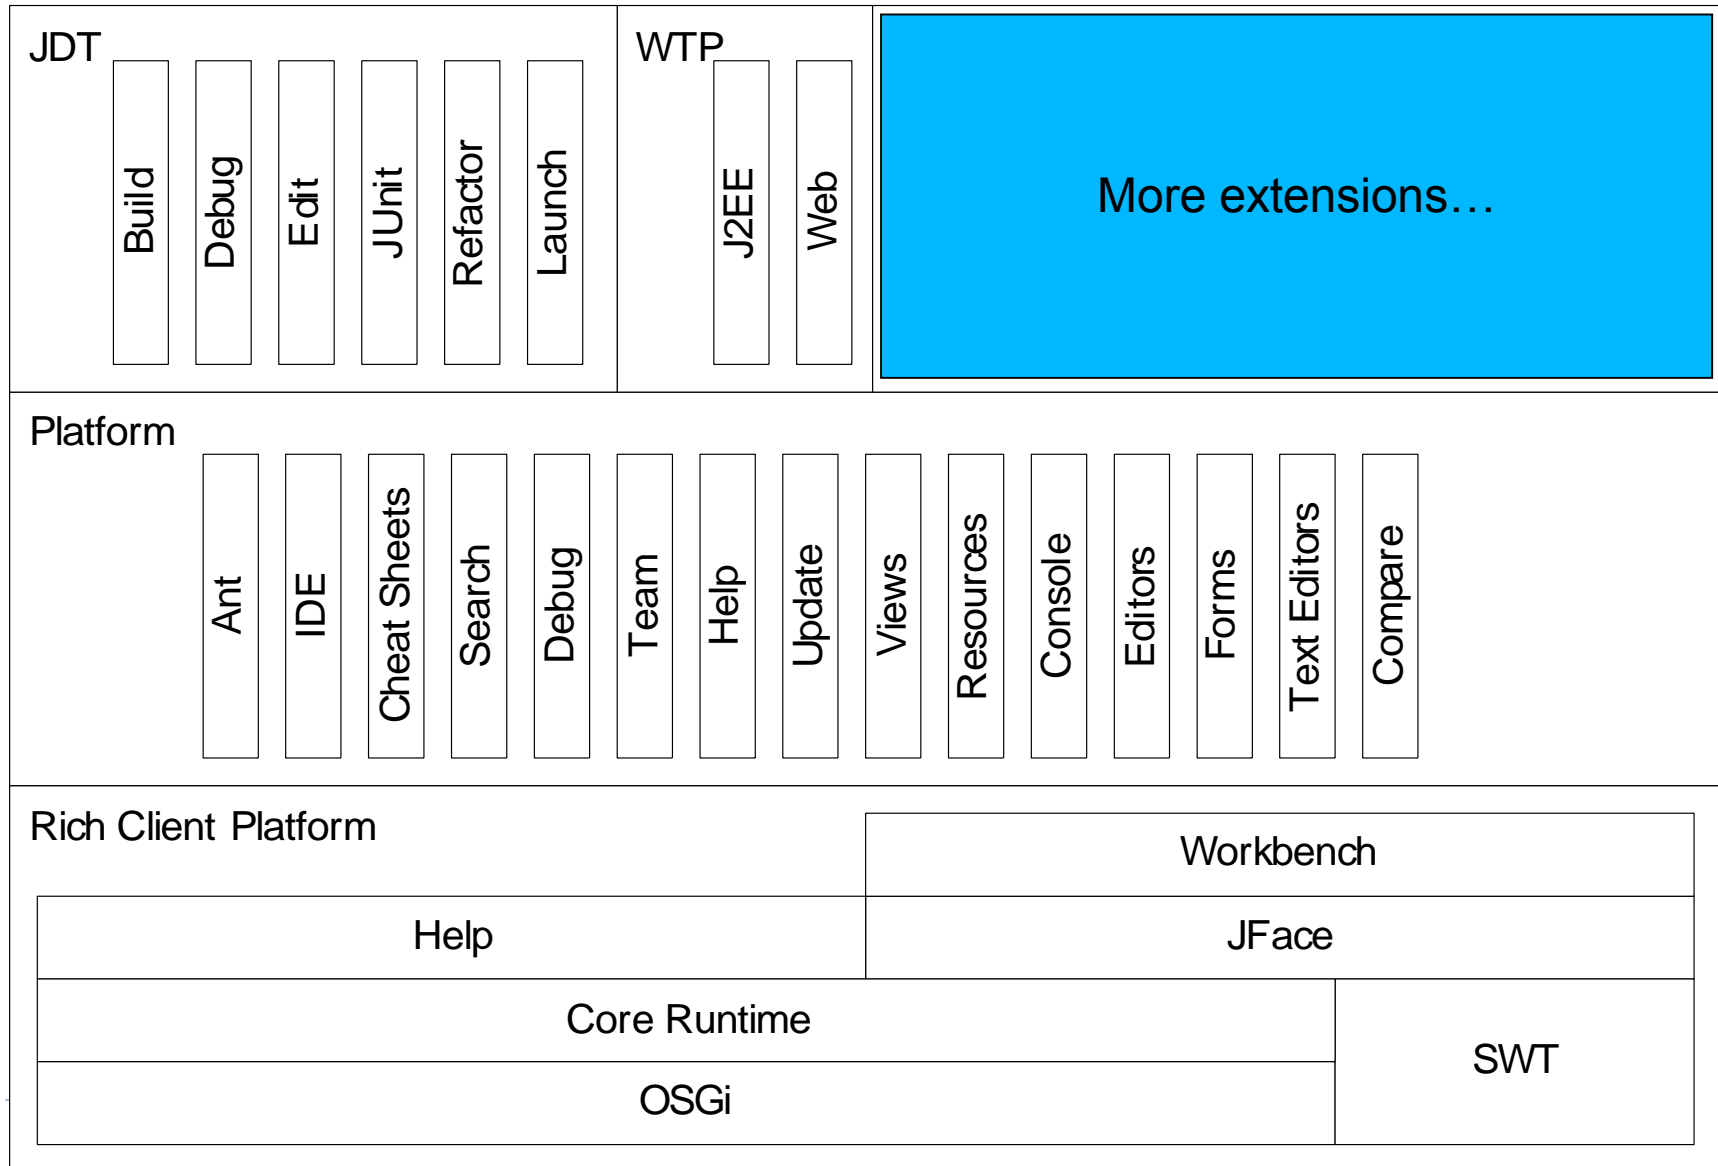 JDT
Build
Debug
Edit
JUnit
Refactor
Launch
WTP
J2EE
Web
More extensions…
Platform
Ant
IDE
Cheat Sheets
Search
Debug
Team
Help
Update
Views
Resources
Console
Editors
Forms
Text Editors
Compare
Rich Client Platform
Workbench
Help
JFace
Core Runtime
SWT
OSGi